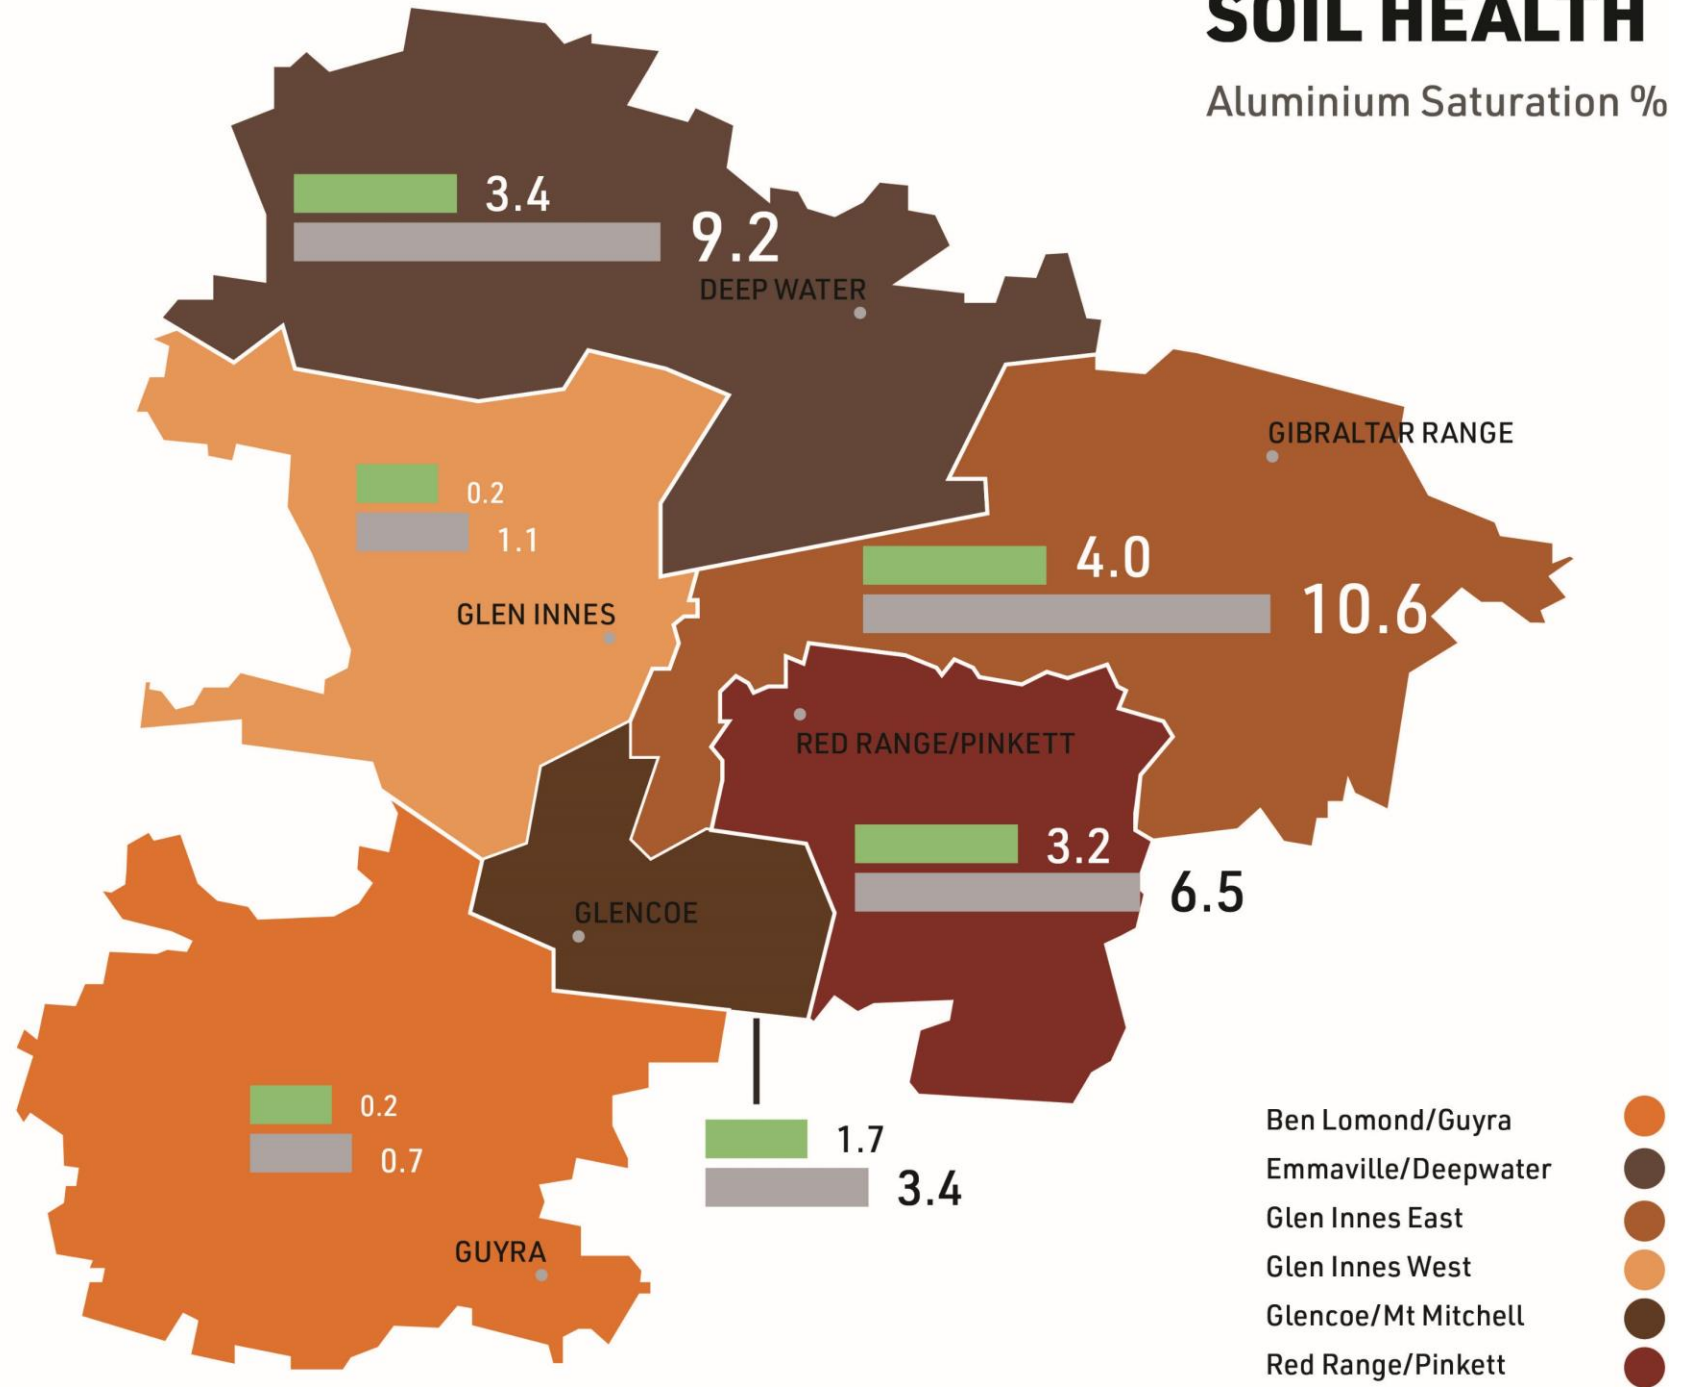 SOIL HEALTH
Aluminium Saturation %
3.4
9.2
DEEP WATER
GIBRALTAR RANGE
0.2
1.1
4.0
10.6
GLEN INNES
RED RANGE/PINKETT
3.2
6.5
GLENCOE
0.2
0.7
1.7
3.4
GUYRA
Ben Lomond/Guyra
Emmaville/Deepwater
Glen Innes East
Glen Innes West
Glencoe/Mt Mitchell
Red Range/Pinkett